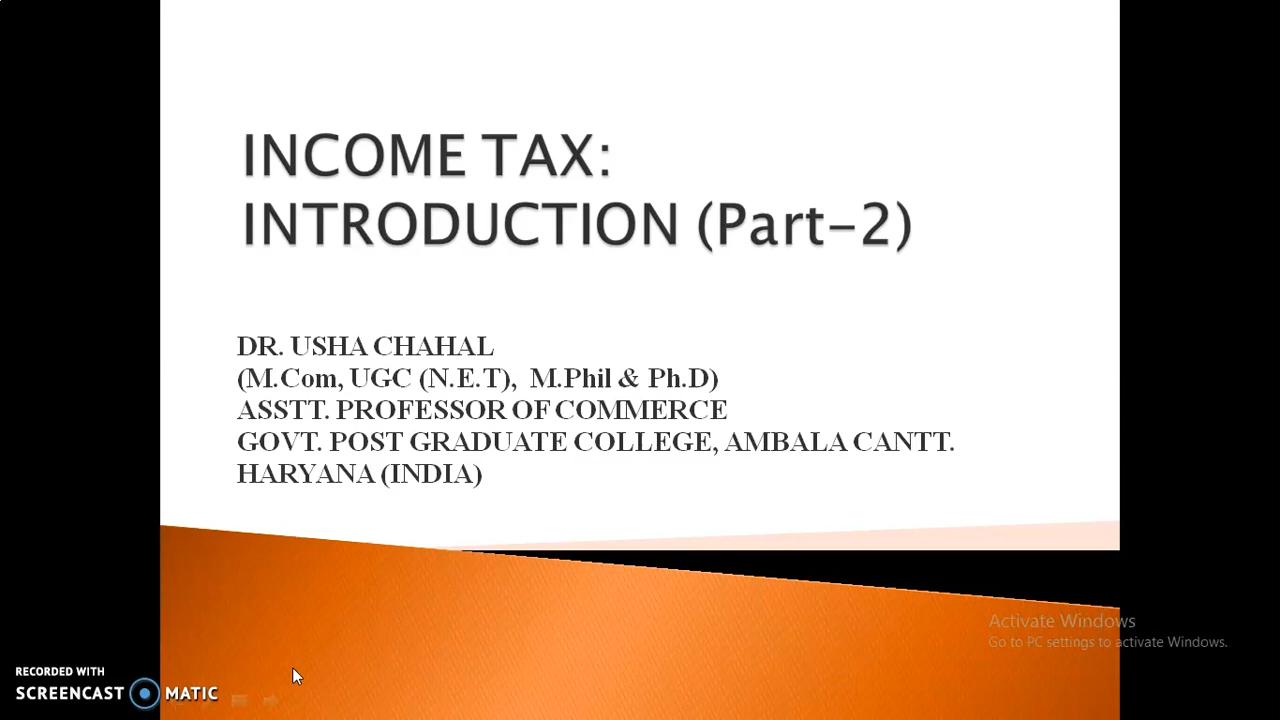 INCOME TAX:
INTRODUCTION (Part-2)
DR. USHA CHAHAL
(M.Com, UGC (N.E.T), M.Phil & Ph.D)
ASSTT. PROFESSOR OF COMMERCE
GOVT. POST GRADUATE COLLEGE, AMBALA CANTT.
HARYANA (INDIA)
Activate Windows
Go to PC settings to activate Windows.
RECORDED WITH
SCREENCAST MATIC